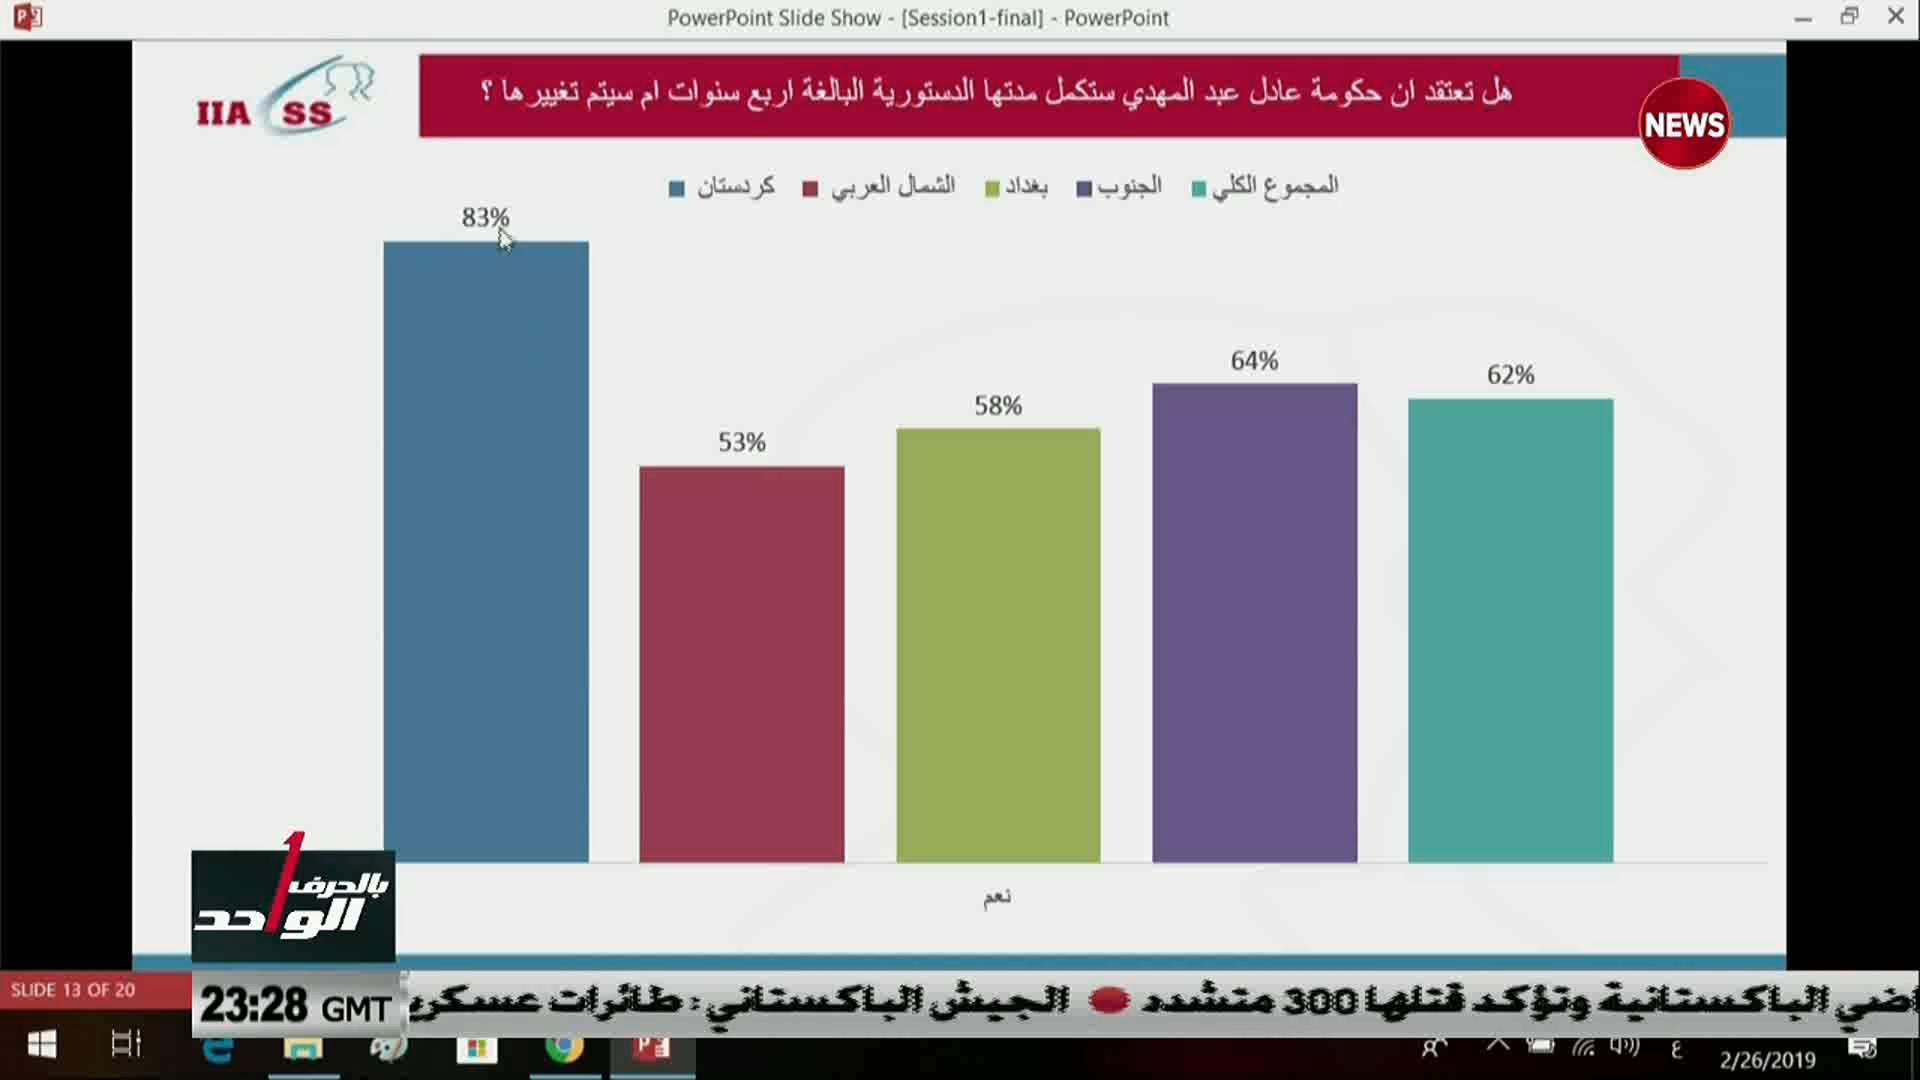 PowerPoint Slide Show - [Session1-final] - PowerPoint
IIA SS
هل تعتقد ان حكومة عادل عبد المهدي ستكمل مدتها الدستورية البالغة اربع سنوات ام سيتم تغييرها ؟
NEWS
كردستان الشمال العربي بغداد الجنوب المجموع الكلي
83%
53%
58%
64%
62%
نعم
بالحرف
الواحد
SLIDE 13 OF 20
23:28 GMT
اضي الباكستانية وتؤكد قتلها 300 متشدد الجيش الباكستاني: طائرات عسكري
ع
2/26/2019